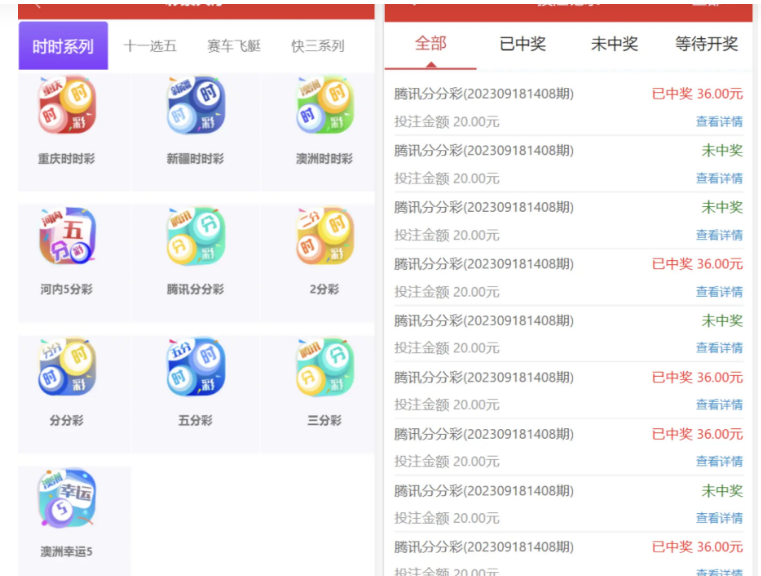 时时系列
十一选五
赛车飞艇
快三系列
重庆
时
时
彩
重庆时时彩
新疆
时
时
彩
新疆时时彩
澳洲
时
时
彩
澳洲时时彩
河内
五
分
彩
河内5分彩
腾讯
分
分
彩
腾讯分分彩
二分
时
时
彩
2分彩
分分
时
时
彩
分分彩
五分
时
时
彩
五分彩
腾讯
分
分
彩
三分彩
澳洲
幸运
5
澳洲幸运5
全部
已中奖
未中奖
等待开奖
腾讯分分彩(202309181408期)
已中奖 36.00元
投注金额 20.00元
查看详情
腾讯分分彩(202309181408期)
未中奖
投注金额 20.00元
查看详情
腾讯分分彩(202309181408期)
未中奖
投注金额 20.00元
查看详情
腾讯分分彩(202309181408期)
已中奖 36.00元
投注金额 20.00元
查看详情
腾讯分分彩(202309181408期)
未中奖
投注金额 20.00元
查看详情
腾讯分分彩(202309181408期)
已中奖 36.00元
投注金额 20.00元
查看详情
腾讯分分彩(202309181408期)
已中奖 36.00元
投注金额 20.00元
查看详情
腾讯分分彩(202309181408期)
未中奖
投注金额 20.00元
查看详情
腾讯分分彩(202309181408期)
已中奖 36.00元
投注金额 20.00元
查看详情